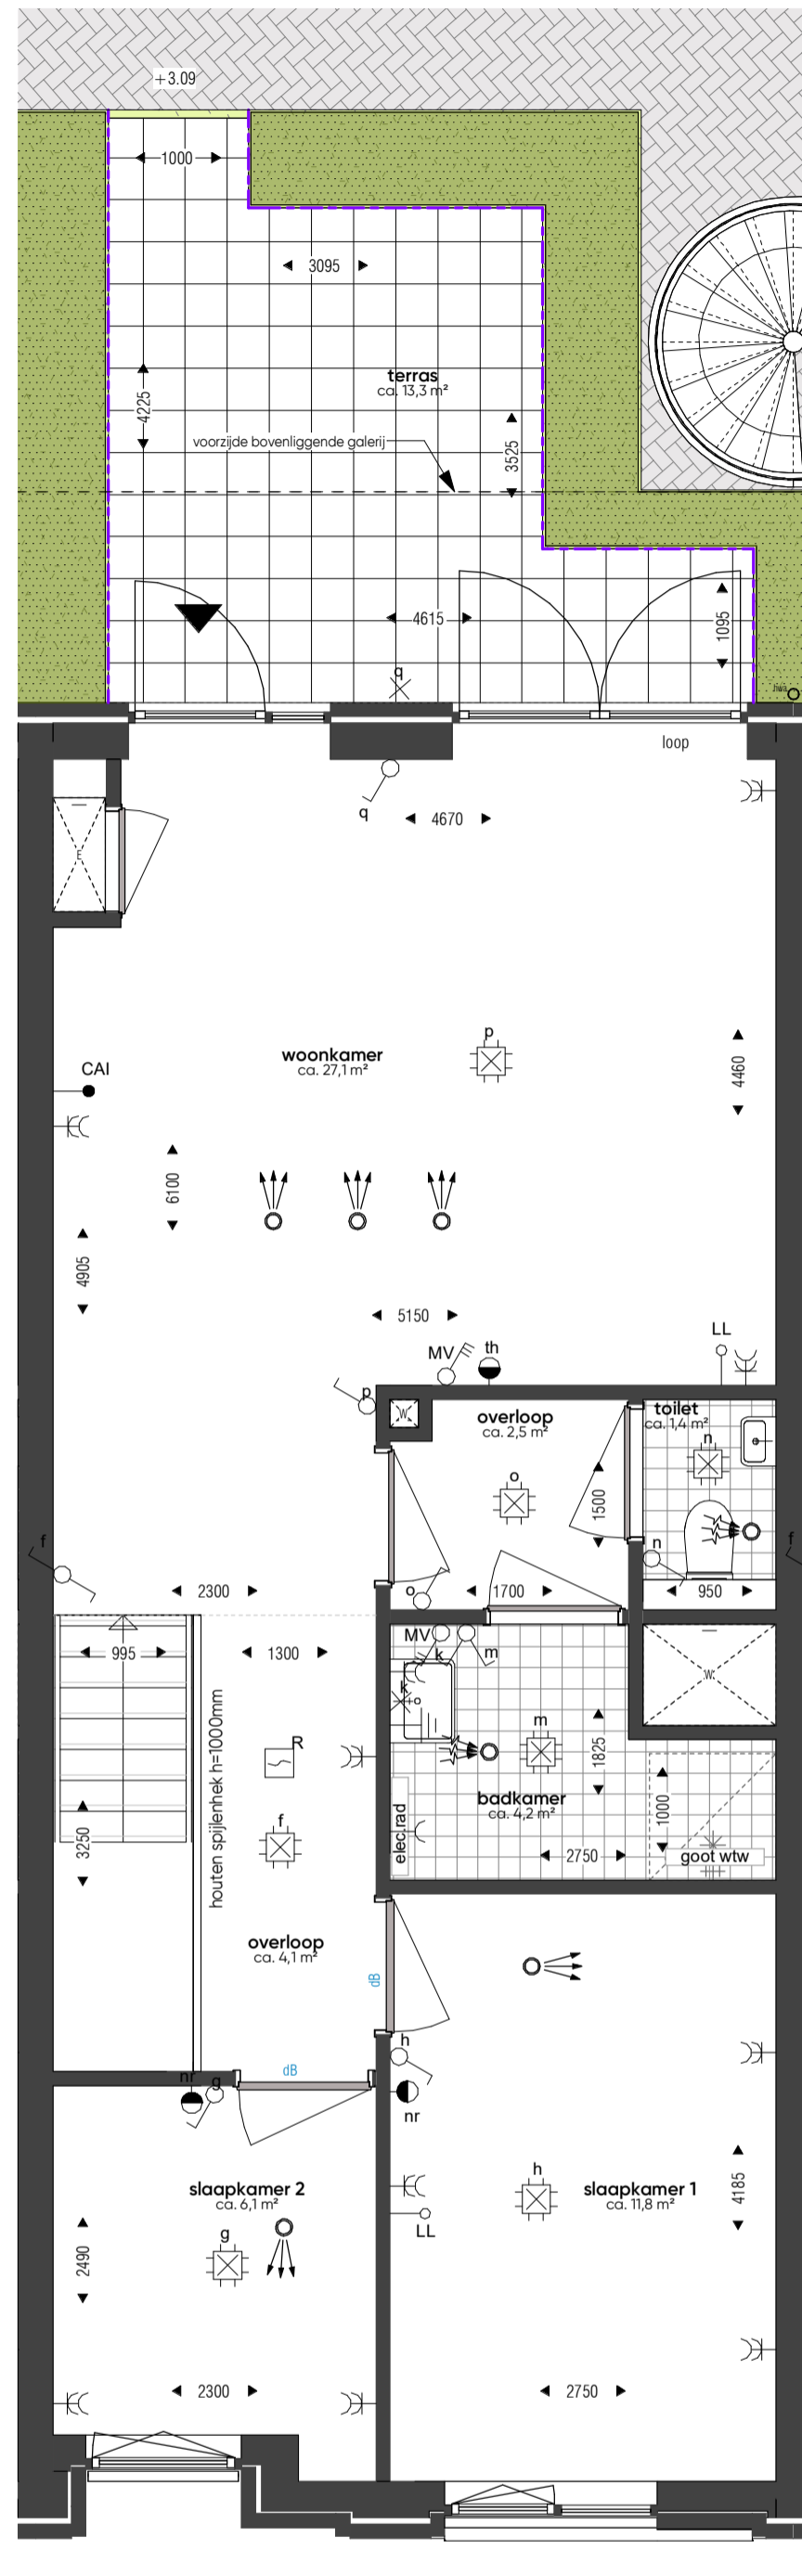 +3.09
1000
3095
terras
ca. 13,3 m²
4225
voorzijde bovenliggende galerij
3525
4615
1095
q
hwa
loop
q
4670
E
p
woonkamer
ca. 27,1 m²
4460
CAI
6100
4905
5150
LL
MV
th
p
W
overloop
ca. 2,5 m²
toilet
ca. 1,4 m²
n
o
1500
f
n
f
2300
o
1700
950
995
1300
MV
k
m
k
W
houten spijlenhek h=1000mm
R
m
1825
badkamer
ca. 4,2 m²
1000
3250
f
elec.rad
2750
goot wtw
overloop
ca. 4,1 m²
dB
h
dB
nr
g
nr
h
slaapkamer 2
ca. 6,1 m²
slaapkamer 1
ca. 11,8 m²
4185
LL
g
2490
2300
2750